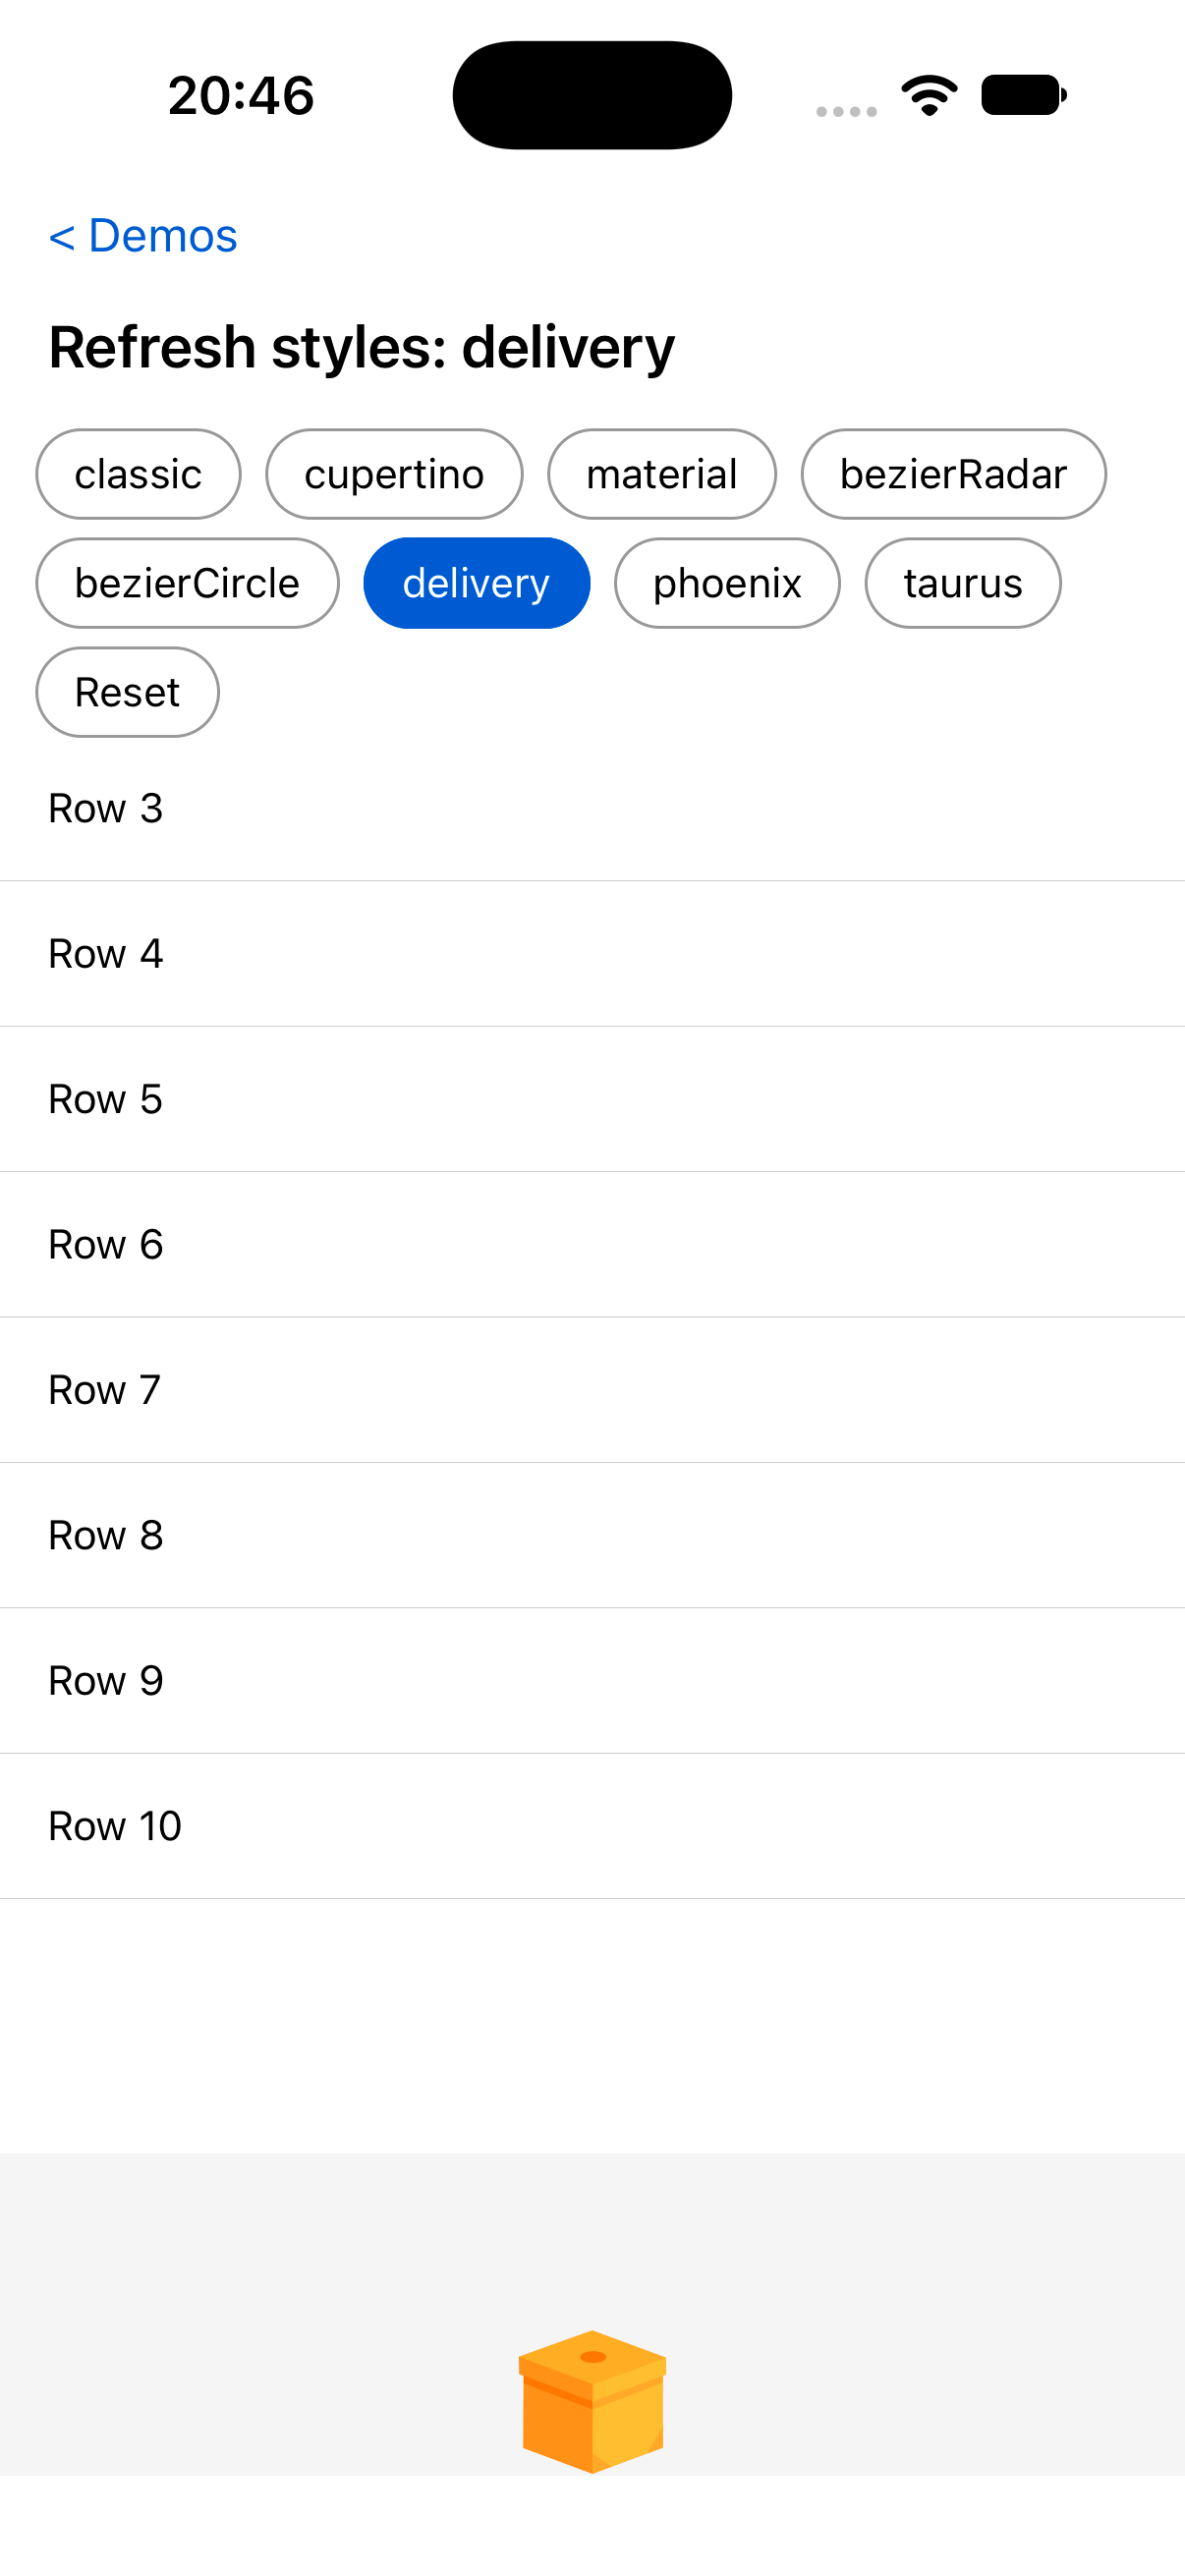 20:46
< Demos
Refresh styles: delivery
classic cupertino material bezierRadar
bezierCircle delivery phoenix taurus
Reset
Row 3
Row 4
Row 5
Row 6
Row 7
Row 8
Row 9
Row 10